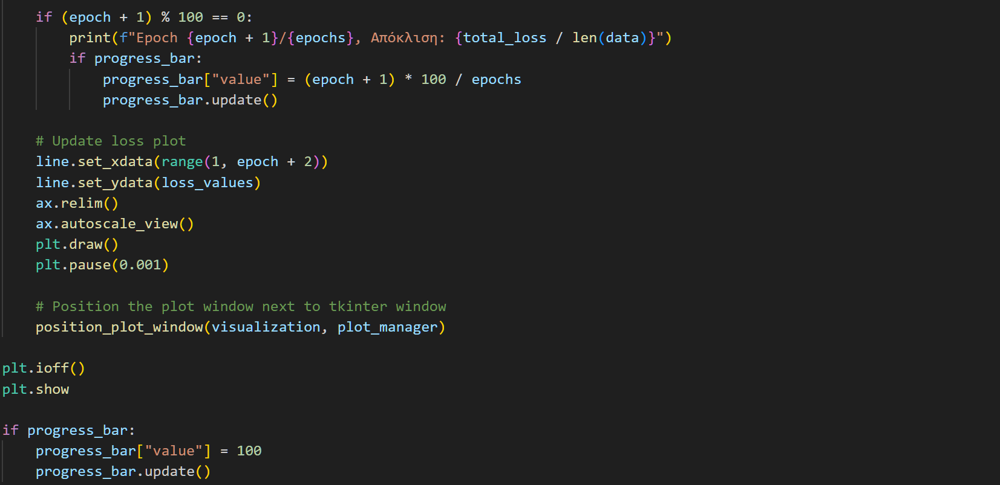 if (epoch + 1) % 100 == 0:
print(f"Epoch {epoch + 1}/{epochs}, Απόκλιση: {total_loss / len(data)}")
if progress_bar:
progress_bar["value"] = (epoch + 1) * 100 / epochs
progress_bar.update()
# Update loss plot
line.set_xdata(range(1, epoch + 2))
line.set_ydata(loss_values)
ax.relim()
ax.autoscale_view()
plt.draw()
plt.pause(0.001)
# Position the plot window next to tkinter window
position_plot_window(visualization, plot_manager)
plt.ioff()
plt.show
if progress_bar:
progress_bar["value"] = 100
progress_bar.update()